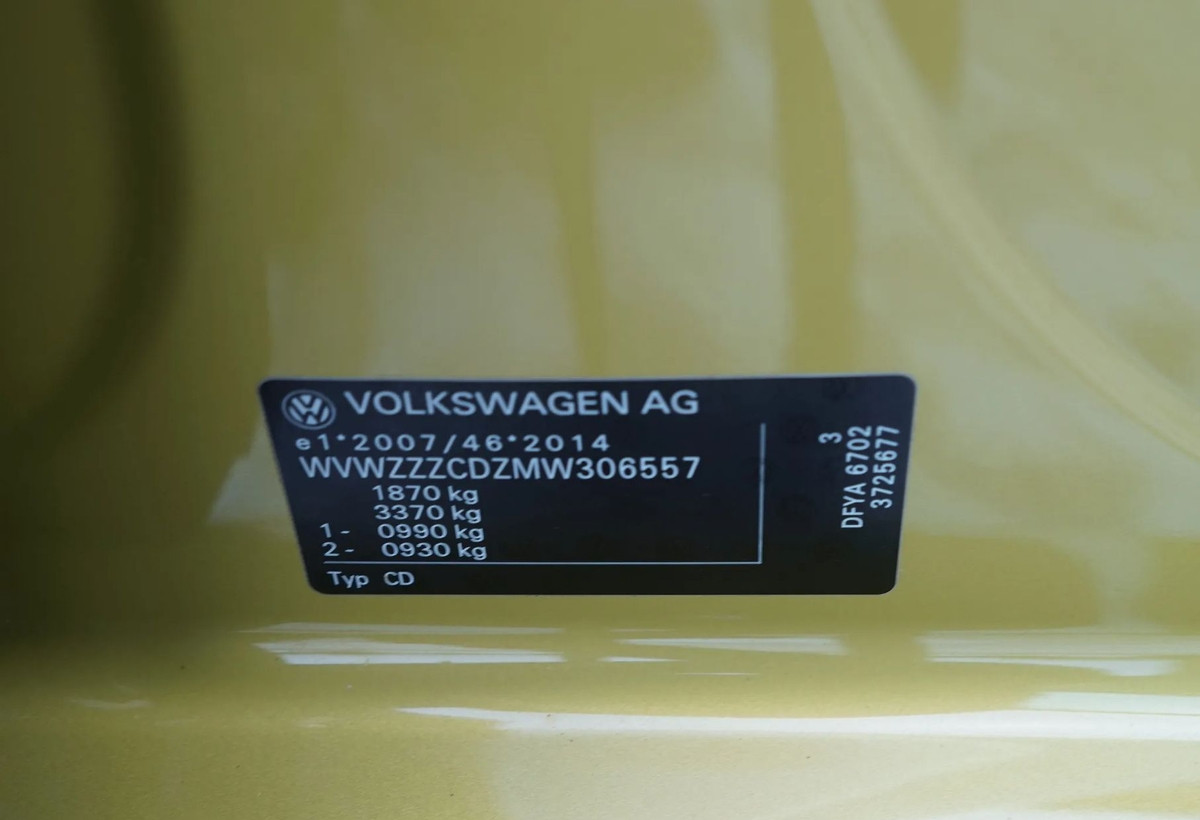 VOLKSWAGEN AG
e1*2007/46*2014
WVWZZZCDZMW306557
1870 kg
3370 kg
1- 0990 kg
2- 0930 kg
Typ CD
3
DFYA 6702
3725677